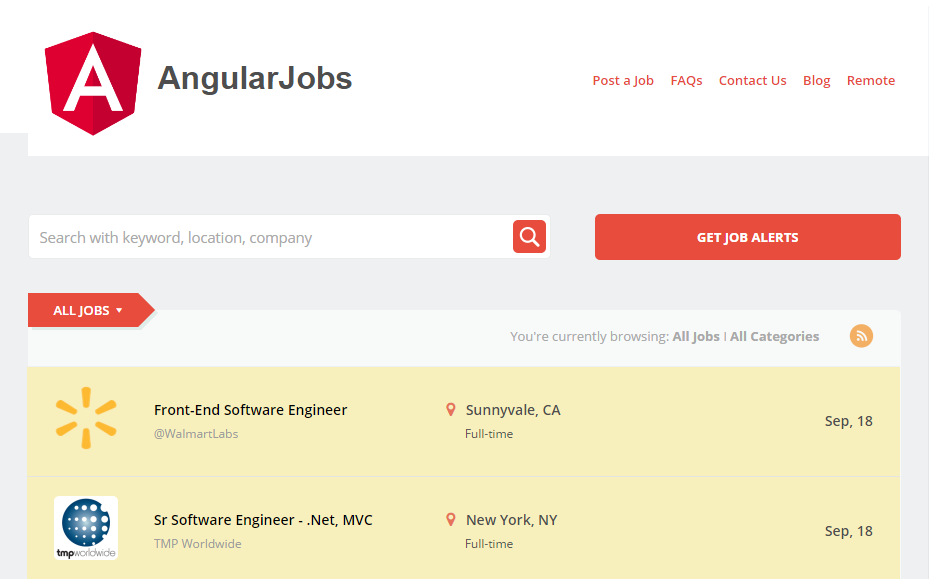 A
AngularJobs
Post a Job FAQs Contact Us Blog Remote
Search with keyword, location, company
GET JOB ALERTS
ALL JOBS
You're currently browsing: All Jobs | All Categories
Front-End Software Engineer
Sunnyvale, CA
Sep, 18
@WalmartLabs
Full-time
Sr Software Engineer - .Net, MVC
New York, NY
Sep, 18
TMP Worldwide
Full-time
tmpworldwide